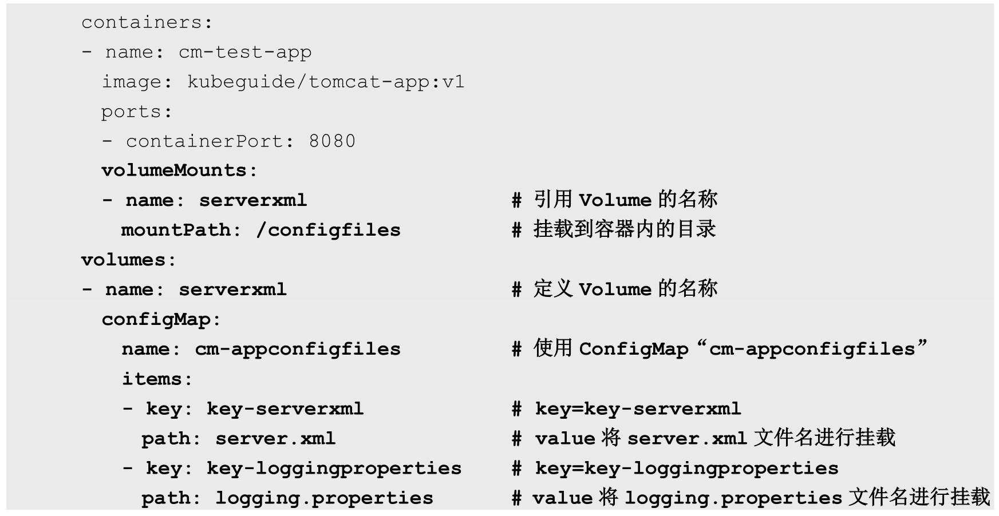 containers:
- name: cm-test-app
  image: kubeguide/tomcat-app:v1
  ports:
  - containerPort: 8080
  volumeMounts:
  - name: serverxml # 引用 Volume 的名称
    mountPath: /configfiles # 挂载到容器内的目录
volumes:
- name: serverxml # 定义 Volume 的名称
  configMap:
    name: cm-appconfigfiles # 使用 ConfigMap“cm-appconfigfiles”
    items:
    - key: key-serverxml # key=key-serverxml
      path: server.xml # value 将 server.xml 文件名进行挂载
    - key: key-loggingproperties # key=key-loggingproperties
      path: logging.properties # value 将 logging.properties 文件名进行挂载